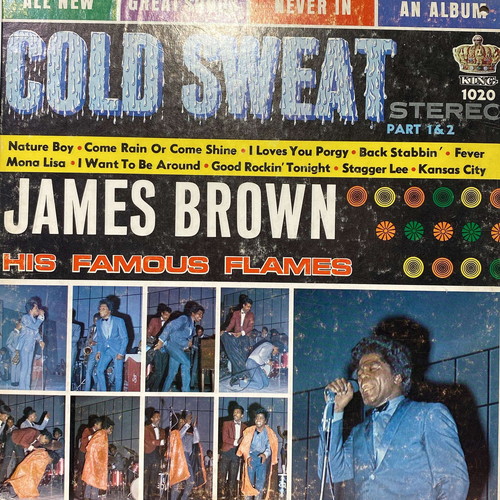 ALL NEW GREAT SONGS NEVER IN AN ALBUM
COLD SWEAT
KING
1020
STEREO
PART 1&2
Nature Boy • Come Rain Or Come Shine • I Loves You Porgy • Back Stabbin' • Fever
Mona Lisa • I Want To Be Around • Good Rockin' Tonight • Stagger Lee • Kansas City
JAMES BROWN
HIS FAMOUS FLAMES